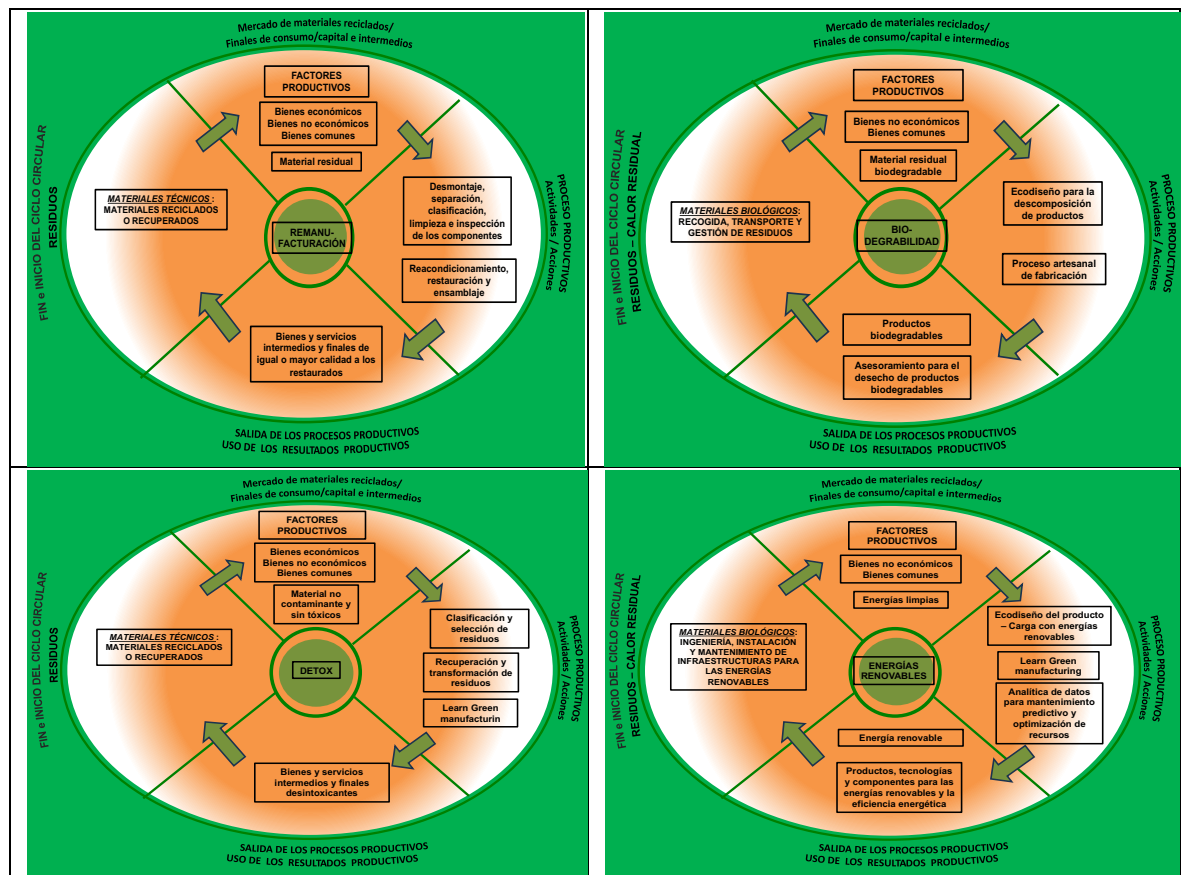 Mercado de materiales reciclados/
Finales de consumo/capital e intermedios
FACTORES
PRODUCTIVOS
Bienes económicos
Bienes no económicos
Bienes comunes
Material residual
FIN e INICIO DEL CICLO CIRCULAR
RESIDUOS
MATERIALES TÉCNICOS :
MATERIALES RECICLADOS
O RECUPERADOS
REMANU-
FACTURACIÓN
Desmontaje,
separación,
clasificación,
limpieza e inspección
de los componentes
Reacondicionamiento,
restauración y
ensamblaje
PROCESO PRODUCTIVOS
Actividades / Acciones
Bienes y servicios
intermedios y finales de
igual o mayor calidad a los
restaurados
SALIDA DE LOS PROCESOS PRODUCTIVOS
USO DE LOS RESULTADOS PRODUCTIVOS
Mercado de materiales reciclados/
Finales de consumo/capital e intermedios
FACTORES
PRODUCTIVOS
Bienes no económicos
Bienes comunes
Material residual
biodegradable
FIN e INICIO DEL CICLO CIRCULAR
RESIDUOS – CALOR RESIDUAL
MATERIALES BIOLÓGICOS:
RECOGIDA, TRANSPORTE Y
GESTIÓN DE RESIDUOS
BIO-
DEGRABILIDAD
Ecodiseño para la
descomposición
de productos
Proceso artesanal
de fabricación
PROCESO PRODUCTIVOS
Actividades / Acciones
Productos
biodegradables
Asesoramiento para el
desecho de productos
biodegradables
SALIDA DE LOS PROCESOS PRODUCTIVOS
USO DE LOS RESULTADOS PRODUCTIVOS
Mercado de materiales reciclados/
Finales de consumo/capital e intermedios
FACTORES
PRODUCTIVOS
Bienes económicos
Bienes no económicos
Bienes comunes
Material no
contaminante y
sin tóxicos
FIN e INICIO DEL CICLO CIRCULAR
RESIDUOS
MATERIALES TÉCNICOS :
MATERIALES RECICLADOS
O RECUPERADOS
DETOX
Clasificación y
selección de
residuos
Recuperación y
transformación de
residuos
Learn Green
manufacturin
PROCESO PRODUCTIVOS
Actividades / Acciones
Bienes y servicios
intermedios y finales
desintoxicantes
SALIDA DE LOS PROCESOS PRODUCTIVOS
USO DE LOS RESULTADOS PRODUCTIVOS
Mercado de materiales reciclados/
Finales de consumo/capital e intermedios
FACTORES
PRODUCTIVOS
Bienes no económicos
Bienes comunes
Energías limpias
FIN e INICIO DEL CICLO CIRCULAR
RESIDUOS – CALOR RESIDUAL
MATERIALES BIOLÓGICOS:
INGENIERÍA, INSTALACIÓN
Y MANTENIMIENTO DE
INFRAESTRUCTURAS PARA
LAS ENERGÍAS
RENOVABLES
ENERGÍAS
RENOVABLES
Ecodiseño del producto
– Carga con energías
renovables
Learn Green
manufacturing
Analítica de datos
para mantenimiento
predictivo y
optimización de
recursos
PROCESO PRODUCTIVOS
Actividades / Acciones
Energía renovable
Productos, tecnologías
y componentes para las
energías renovables y la
eficiencia energética
SALIDA DE LOS PROCESOS PRODUCTIVOS
USO DE LOS RESULTADOS PRODUCTIVOS